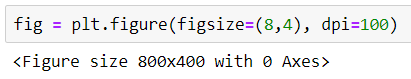 fig = plt.figure(figsize=(8,4), dpi=100)
<Figure size 800x400 with 0 Axes>